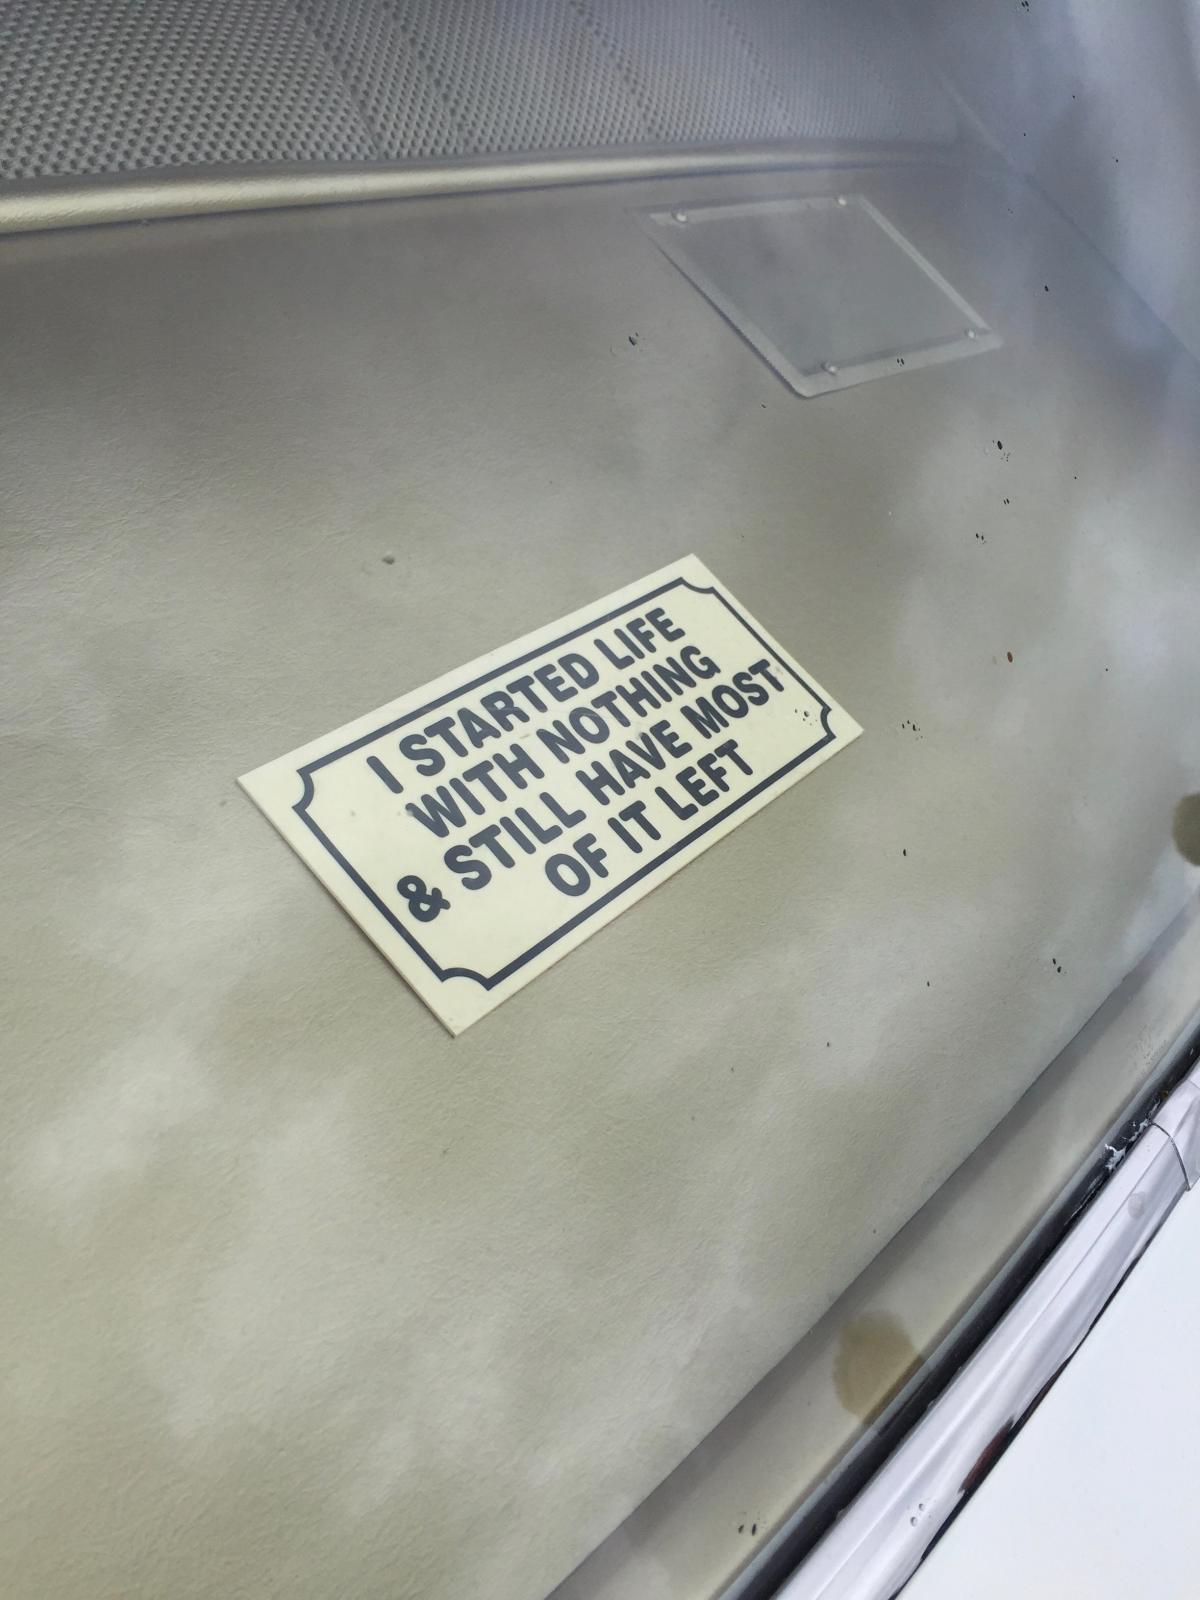 I STARTED LIFE
WITH NOTHING
& STILL HAVE MOST
OF IT LEFT